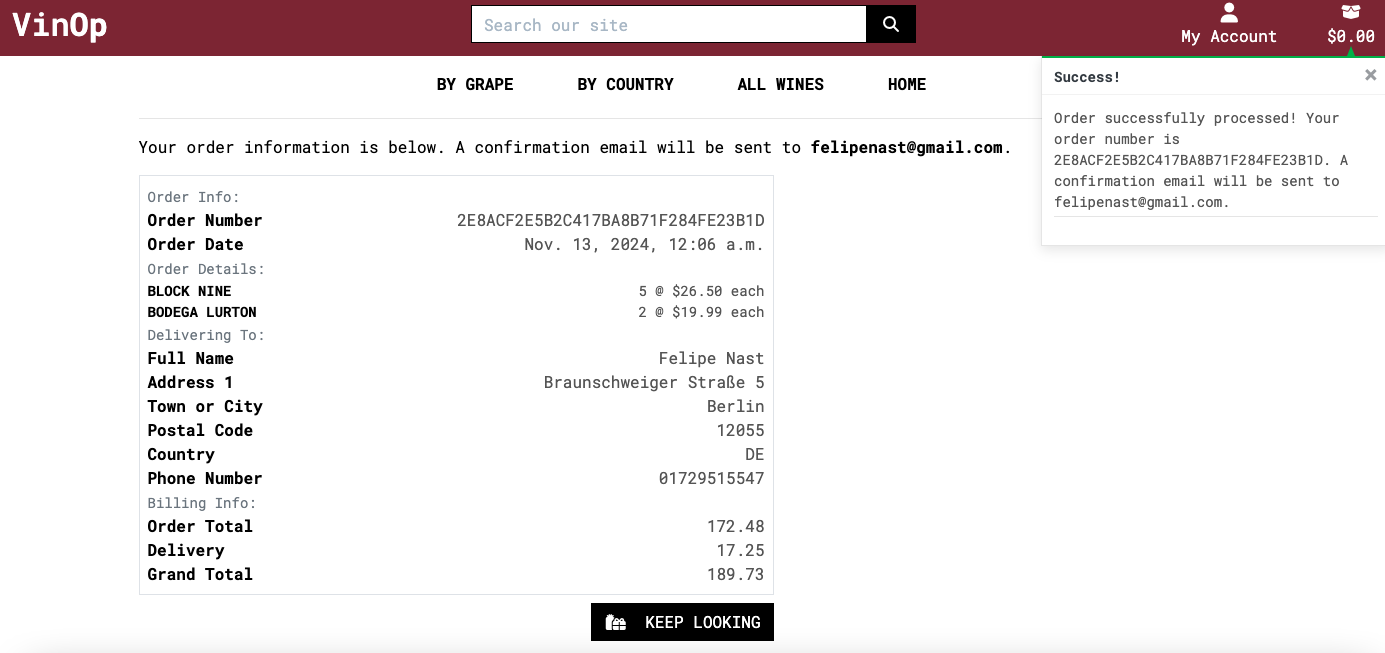 VinOp
Search our site
My Account
$0.00
BY GRAPE BY COUNTRY ALL WINES HOME
Success!
×
Order successfully processed! Your
order number is
2E8ACF2E5B2C417BA8B71F284FE23B1D. A
confirmation email will be sent to
felipenast@gmail.com.
Your order information is below. A confirmation email will be sent to felipenast@gmail.com.
Order Info:
Order Number 2E8ACF2E5B2C417BA8B71F284FE23B1D
Order Date Nov. 13, 2024, 12:06 a.m.
Order Details:
BLOCK NINE 5 @ $26.50 each
BODEGA LURTON 2 @ $19.99 each
Delivering To:
Full Name Felipe Nast
Address 1 Braunschweiger Straße 5
Town or City Berlin
Postal Code 12055
Country DE
Phone Number 01729515547
Billing Info:
Order Total 172.48
Delivery 17.25
Grand Total 189.73
KEEP LOOKING